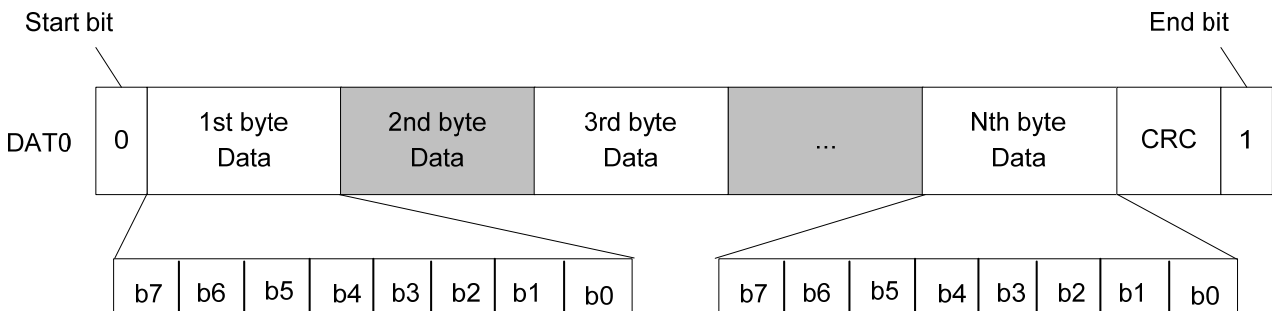 Start bit
End bit
DAT0
0
1st byte
Data
2nd byte
Data
3rd byte
Data
...
Nth byte
Data
CRC
1
b7 b6 b5 b4 b3 b2 b1 b0
b7 b6 b5 b4 b3 b2 b1 b0